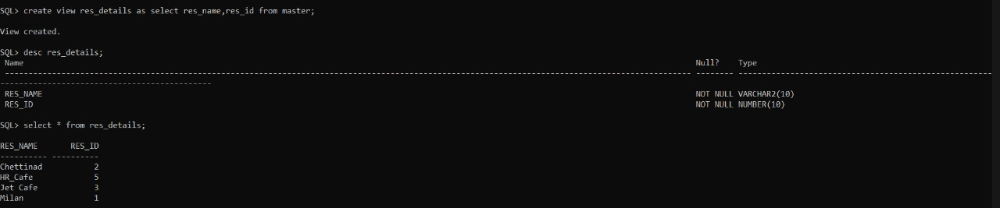 SQL> create view res_details as select res_name,res_id from master;
View created.
SQL> desc res_details;
Name Null? Type
----------------------------------------------------------------------------------------------------------------------------------------------------- -------- ------------------------------------------------------
---------------------------------------------
RES_NAME NOT NULL VARCHAR2(10)
RES_ID NOT NULL NUMBER(10)
SQL> select * from res_details;
RES_NAME RES_ID
---------- ----------
Chettinad 2
HR_Cafe 5
Jet Cafe 3
Milan 1